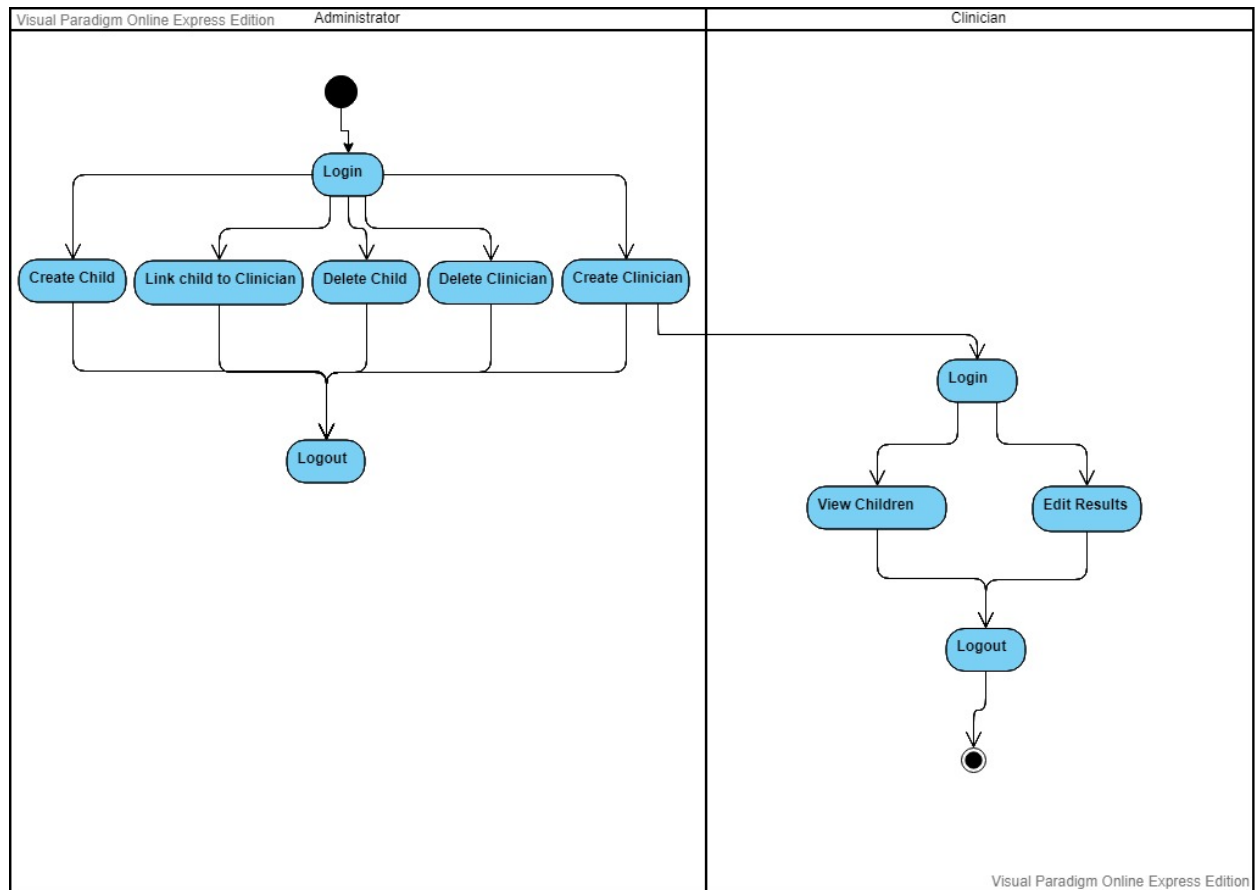 Visual Paradigm Online Express Edition
Administrator
Clinician
Login
Create Child
Link child to Clinician
Delete Child
Delete Clinician
Create Clinician
Login
Logout
View Children
Edit Results
Logout
Visual Paradigm Online Express Edition